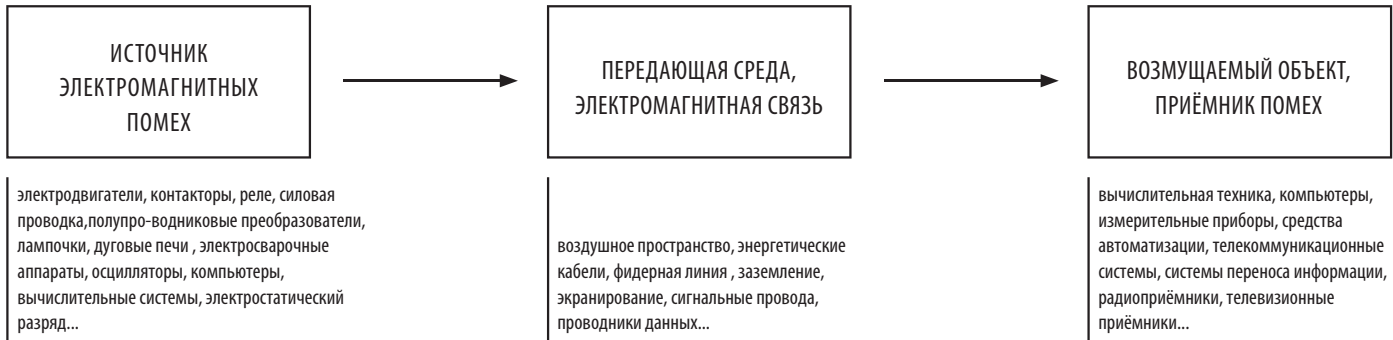 ИСТОЧНИК
ЭЛЕКТРОМАГНИТНЫХ
ПОМЕХ
ПЕРЕДАЮЩАЯ СРЕДА,
ЭЛЕКТРОМАГНИТНАЯ СВЯЗЬ
ВОЗМУЩАЕМЫЙ ОБЪЕКТ,
ПРИЁМНИК ПОМЕХ
электродвигатели, контакторы, реле, силовая
проводка,полупро-водниковые преобразователи,
лампочки, дуговые печи , электросварочные
аппараты, осцилляторы, компьютеры,
вычислительные системы, электростатический
разряд...
воздушное пространство, энергетические
кабели, фидерная линия , заземление,
экранирование, сигнальные провода,
проводники данных...
вычислительная техника, компьютеры,
измерительные приборы, средства
автоматизации, телекоммуникационные
системы, системы переноса информации,
радиоприёмники, телевизионные
приёмники...